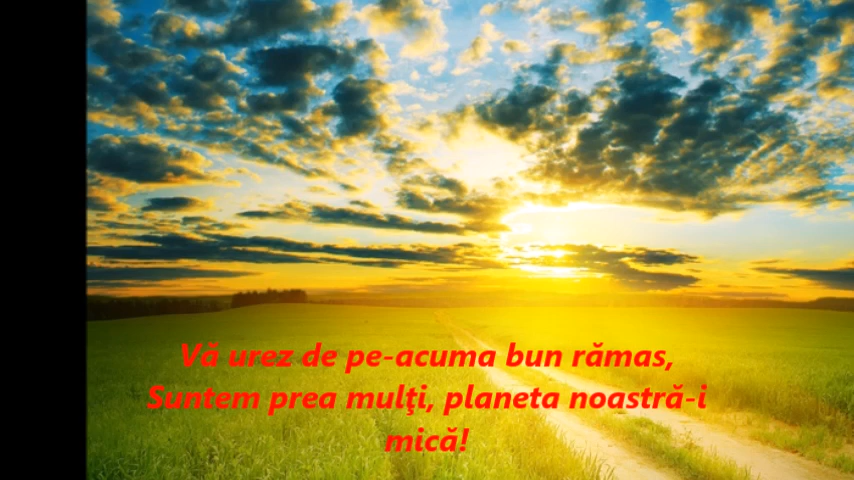 Vă urez de pe-acuma bun rămas,
Suntem prea mulţi, planeta noastră-i
mică!